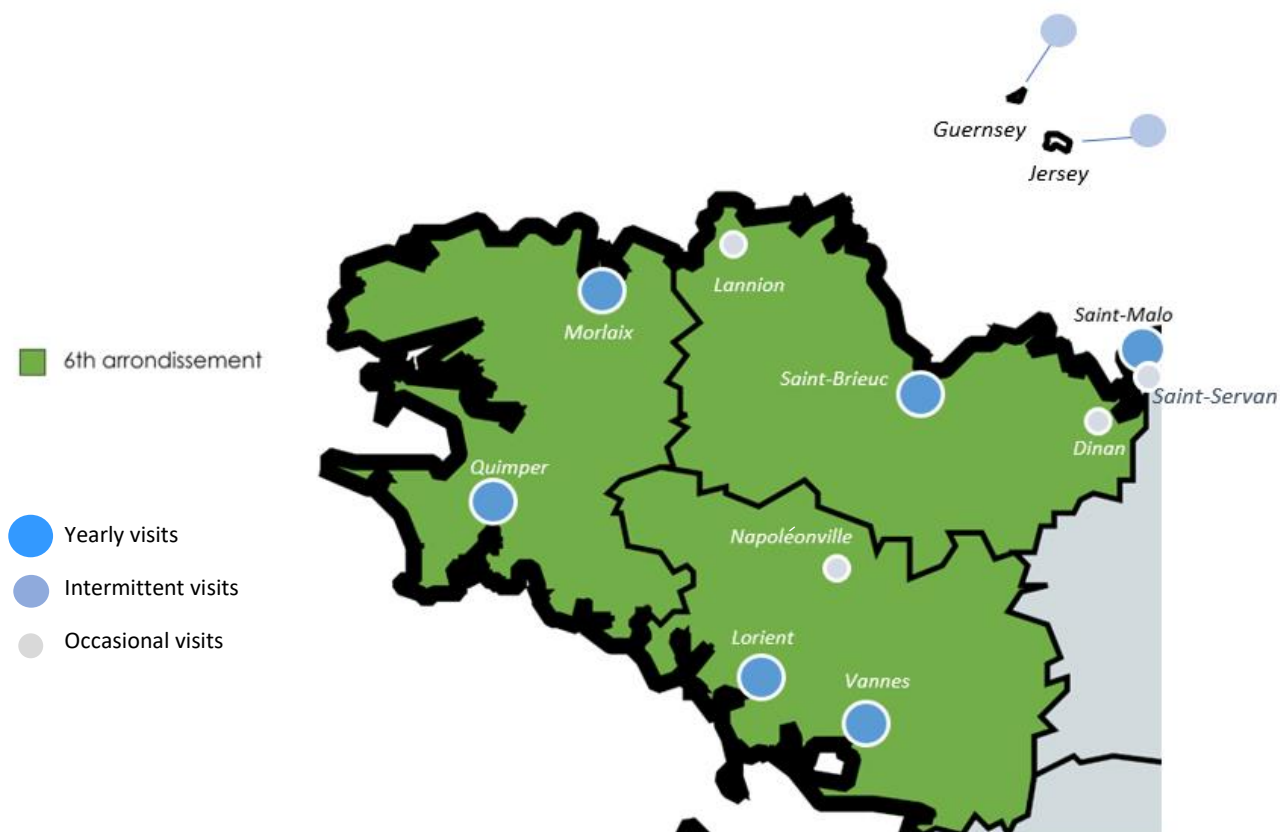 Guernsey
Jersey
Lannion
Morlaix
Saint-Malo
6th arrondissement
Saint-Brieuc
Saint-Servan
Dinan
Quimper
Yearly visits
Napoléonville
Intermittent visits
Occasional visits
Lorient
Vannes